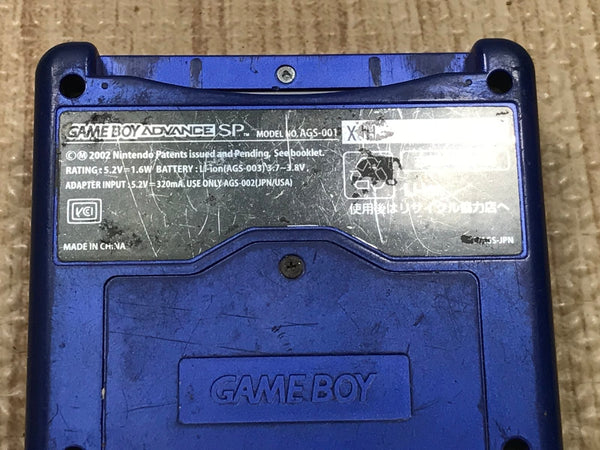 GAME BOY ADVANCE SP™ MODEL NO. AGS-001
© Ⓜ 2002 Nintendo Patents issued and Pending. See booklet.
RATING: 5.2V⎓1.6W BATTERY: Li-ion(AGS-003) 3.7⎓3.8V
ADAPTER INPUT: 5.2V⎓320mA. USE ONLY AGS-002(JPN/USA)
VCI
使用後はリサイクル協力店へ
MADE IN CHINA
S-JPN
GAME BOY